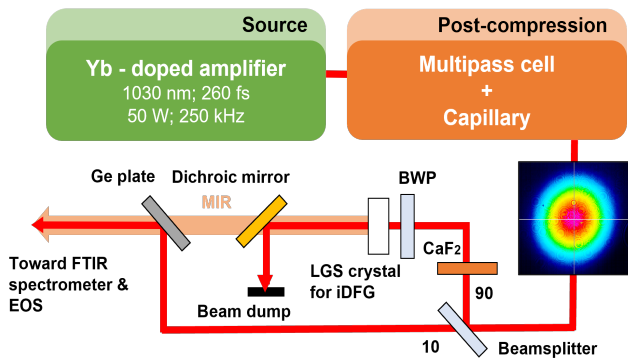 Source
Yb - doped amplifier
1030 nm; 260 fs
50 W; 250 kHz
Post-compression
Multipass cell
+
Capillary
Ge plate
Dichroic mirror
BWP
MIR
CaF₂
Toward FTIR
spectrometer &
EOS
LGS crystal
for iDFG
Beam dump
90
10
Beamsplitter